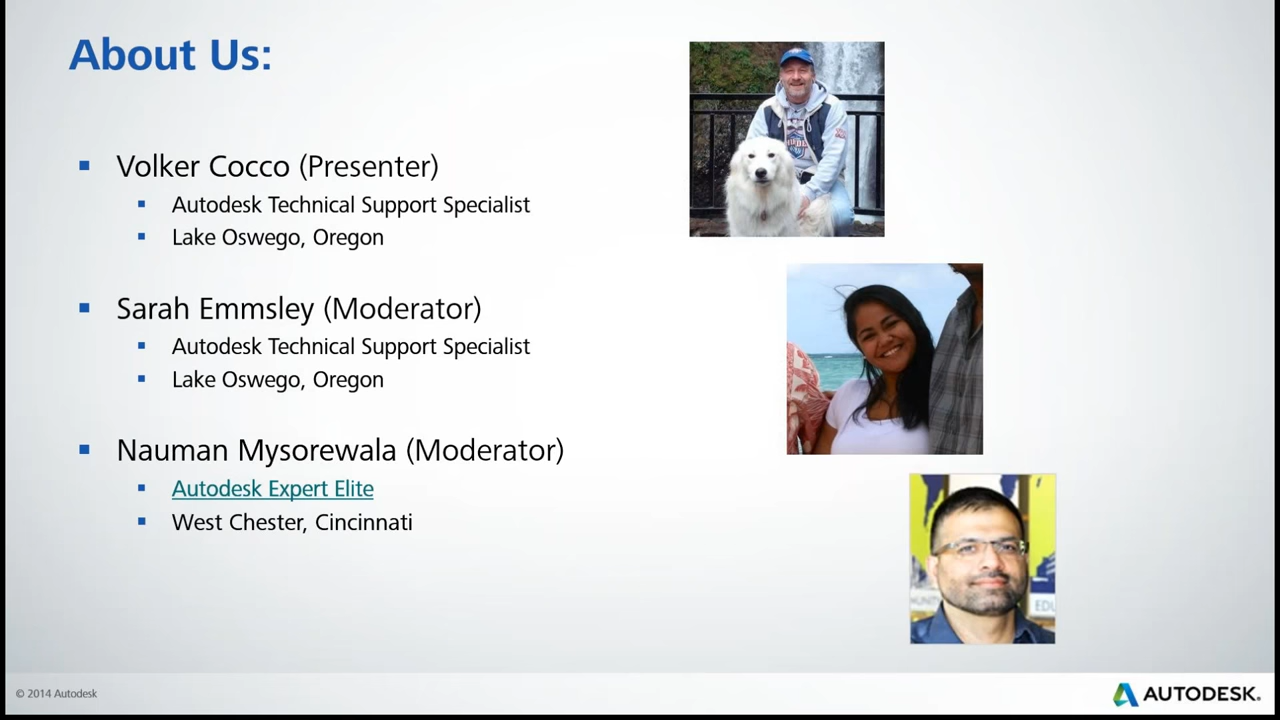 About Us:
Volker Cocco (Presenter)
Autodesk Technical Support Specialist
Lake Oswego, Oregon
Sarah Emmsley (Moderator)
Autodesk Technical Support Specialist
Lake Oswego, Oregon
Nauman Mysorewala (Moderator)
Autodesk Expert Elite
West Chester, Cincinnati
EDU
© 2014 Autodesk
AUTODESK.